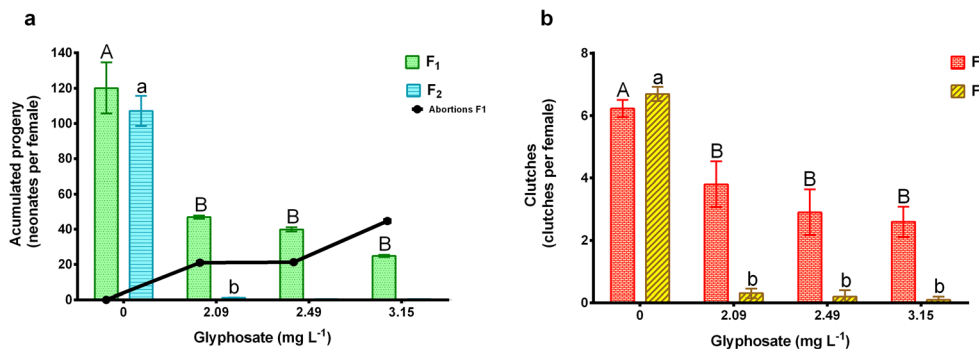 a
Acumulated progeny
(neonates per female)
140
120
100
80
60
40
20
0
A
a
B
b
B
B
F1
F2
Abortions F1
0
2.09
2.49
3.15
Glyphosate (mg L-1)
b
Clutches
(clutches per female)
8
6
4
2
0
A
a
B
b
B
b
B
b
F
F
0
2.09
2.49
3.15
Glyphosate (mg L-1)